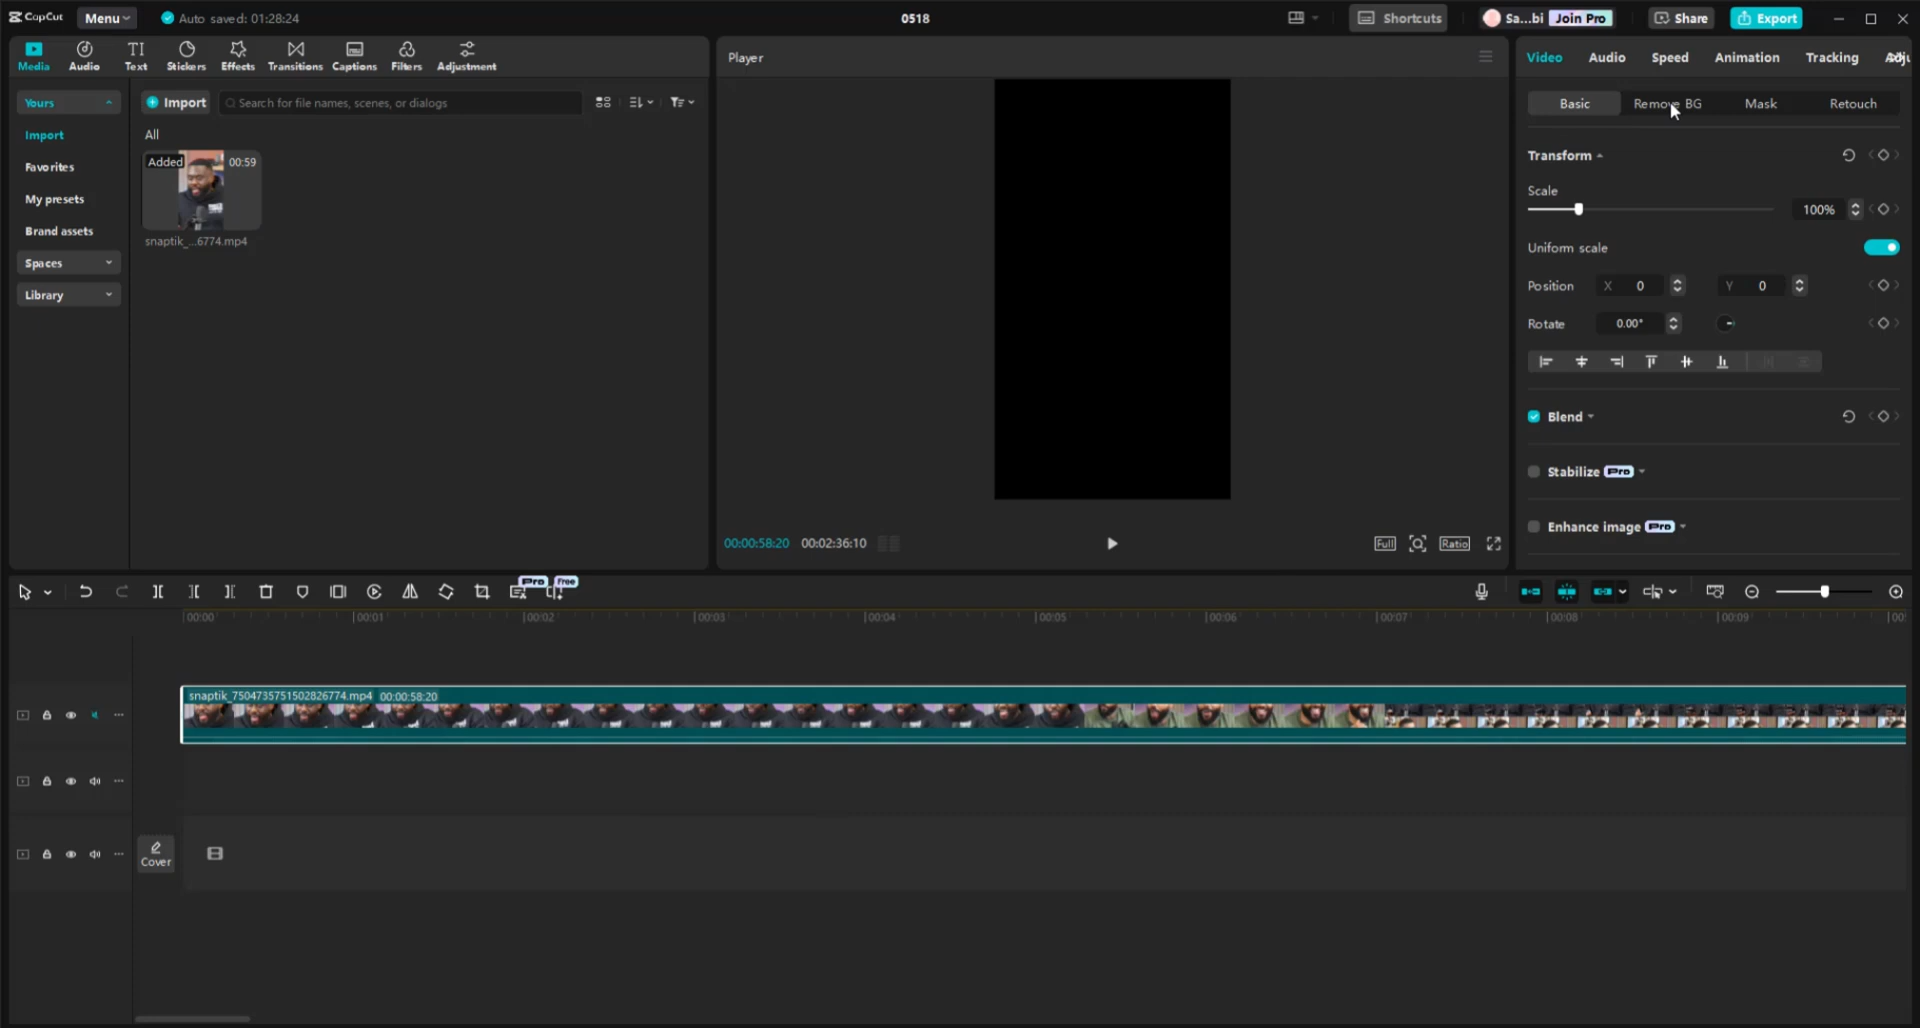 CapCut Menu Auto saved: 01:28:24 0518 Shortcuts Sa...bi Join Pro Share Export
Media Audio Text Stickers Effects Transitions Captions Filters Adjustment
Player
Video Audio Speed Animation Tracking
Yours
Import
Favorites
My presets
Brand assets
Spaces
Library
Import Search for file names, scenes, or dialogs
All
Added 00:59
snaptik_...6774.mp4
Basic Remove BG Mask Retouch
Transform
Scale
100%
Uniform scale
Position X 0 Y 0
Rotate 0.00°
Blend
Stabilize Pro
Enhance image Pro
00:00:58:20 00:02:36:10 Full Ratio
Pro Free
00:00 00:01 00:02 00:03 00:04 00:05 00:06 00:07 00:08 00:09
snaptik_7504735751502826774.mp4 00:00:58:20
Cover